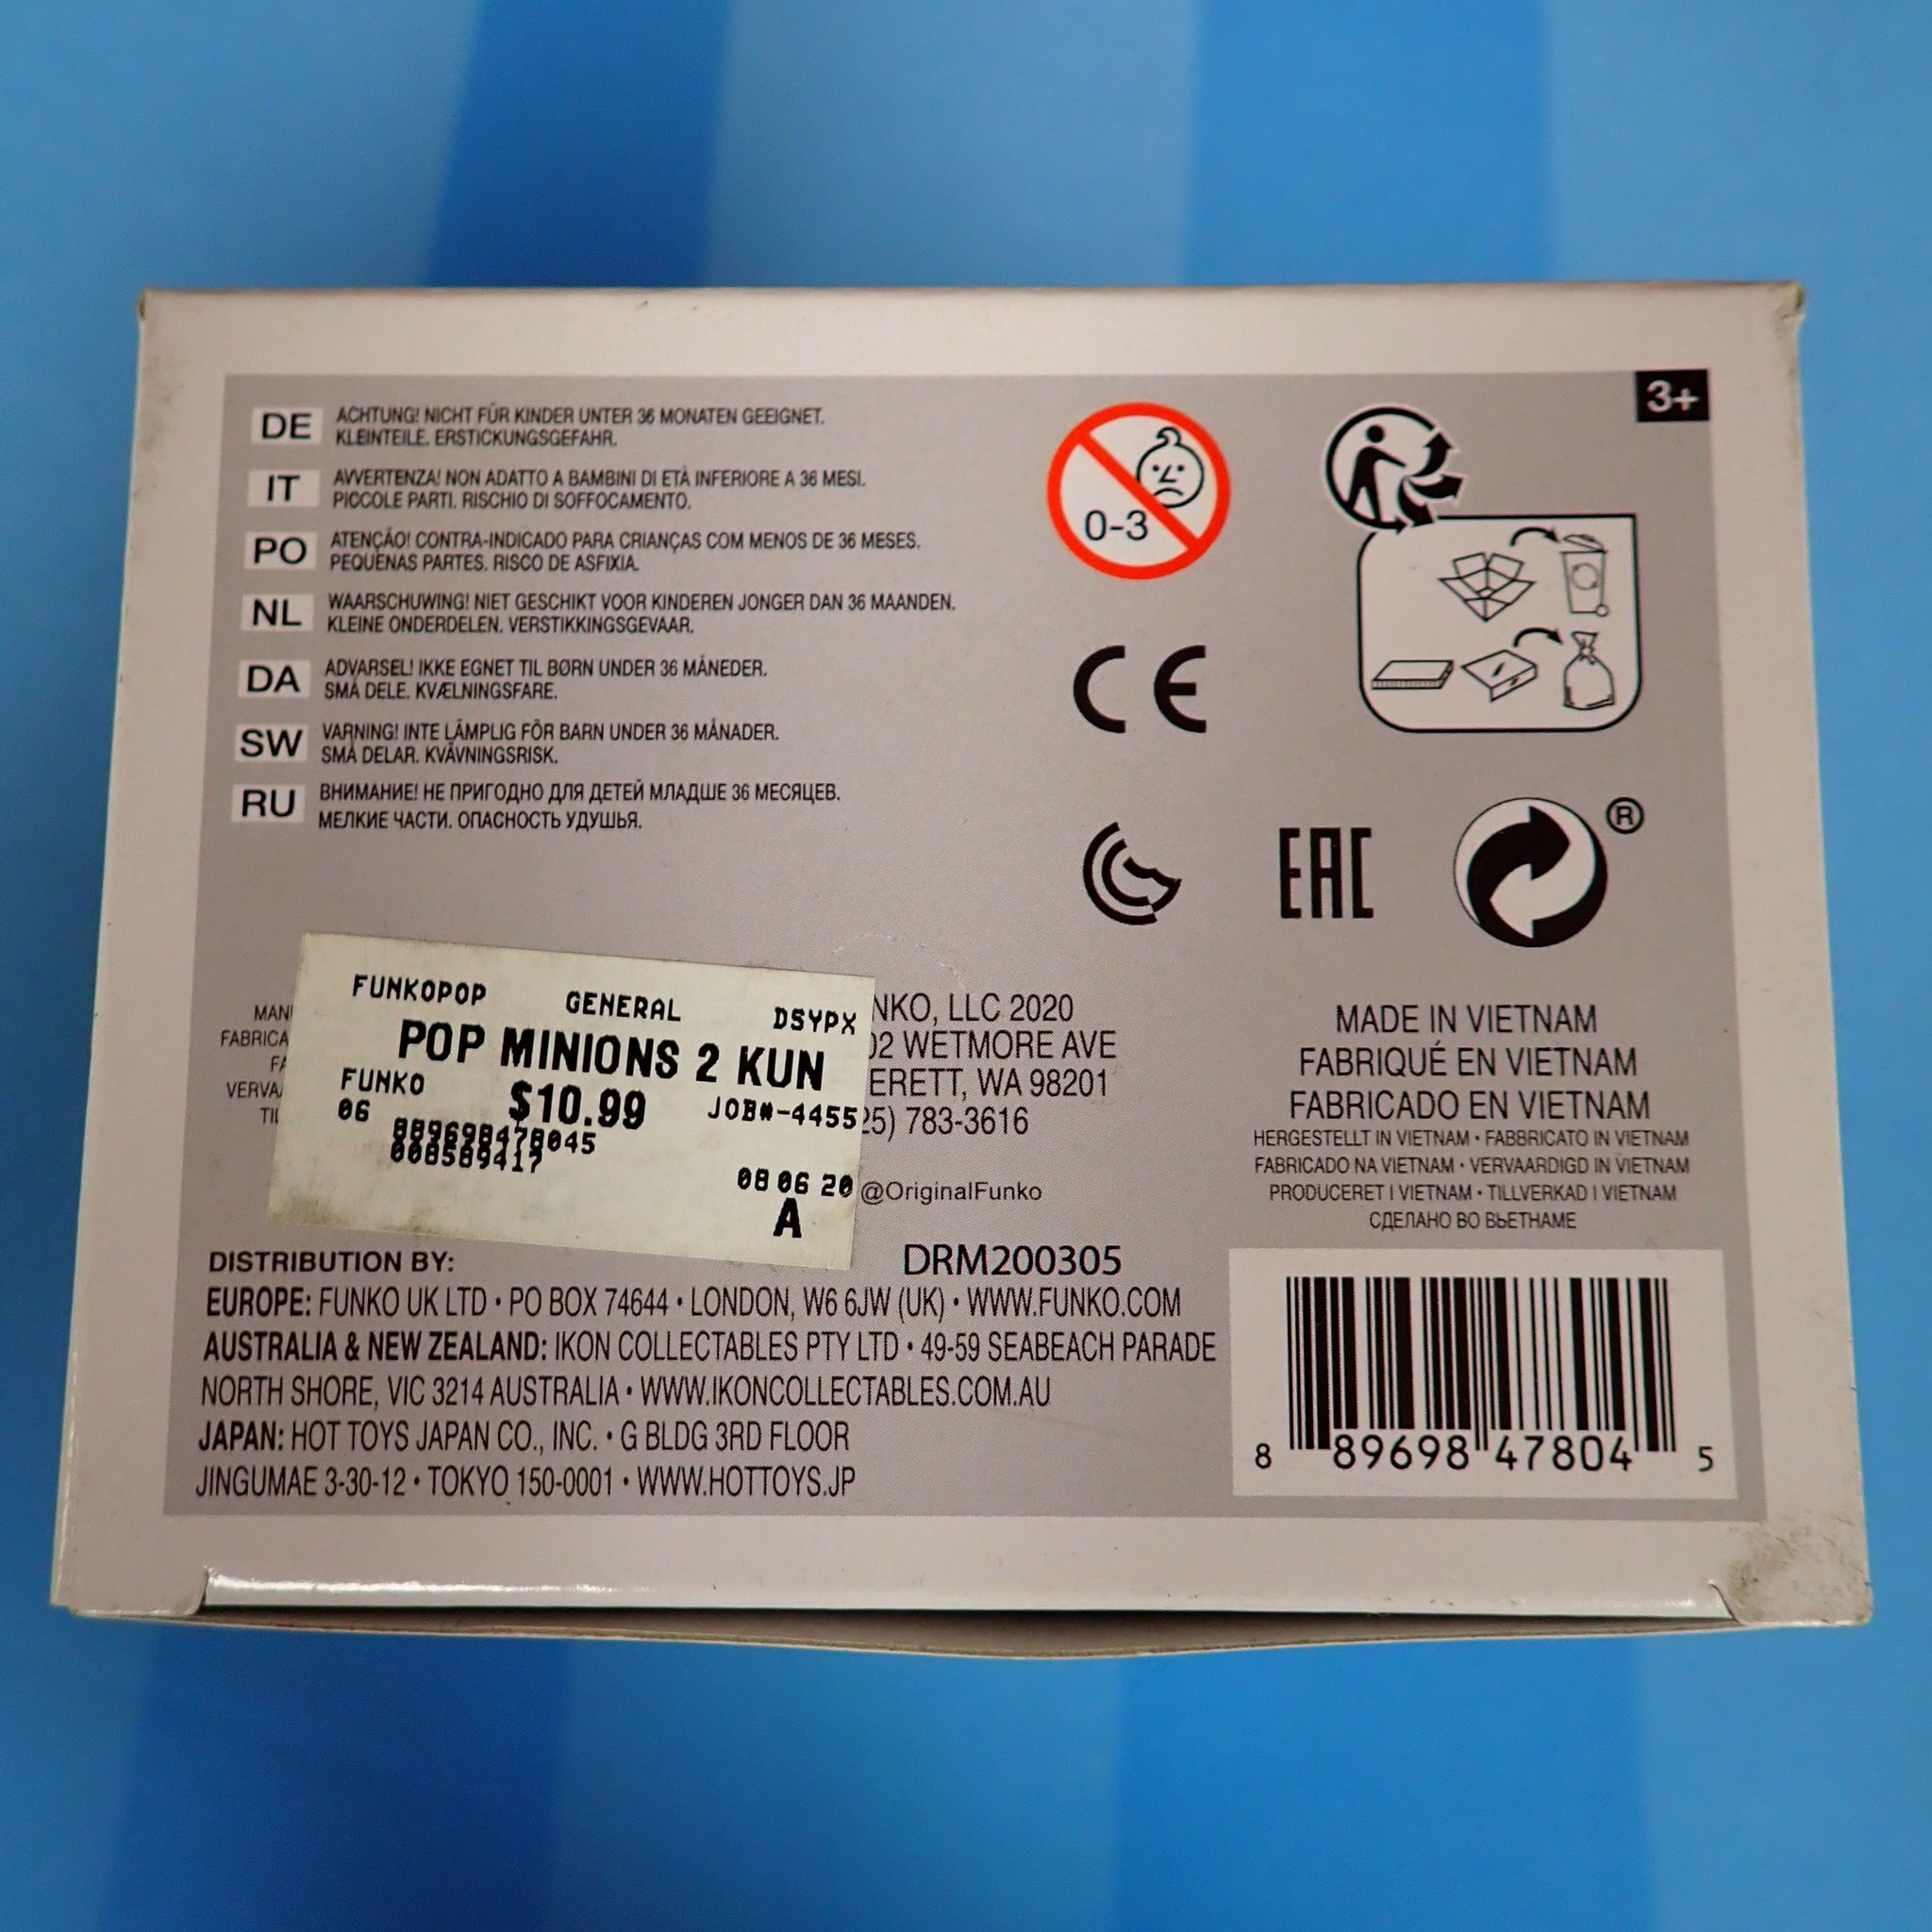 3+
DE ACHTUNG! NICHT FÜR KINDER UNTER 36 MONATEN GEEIGNET.
KLEINTEILE. ERSTICKUNGSGEFAHR.
IT AVVERTENZA! NON ADATTO A BAMBINI DI ETÀ INFERIORE A 36 MESI.
PICCOLE PARTI. RISCHIO DI SOFFOCAMENTO.
PO ATENÇÃO! CONTRA-INDICADO PARA CRIANÇAS COM MENOS DE 36 MESES.
PEQUENAS PARTES. RISCO DE ASFIXIA.
NL WAARSCHUWING! NIET GESCHIKT VOOR KINDEREN JONGER DAN 36 MAANDEN.
KLEINE ONDERDELEN. VERSTIKKINGSGEVAAR.
DA ADVARSEL! IKKE EGNET TIL BØRN UNDER 36 MÅNEDER.
SMÅ DELE. KVÆLNINGSFARE.
SW VARNING! INTE LÄMPLIG FÖR BARN UNDER 36 MÅNADER.
SMÅ DELAR. KVÄVNINGSRISK.
RU ВНИМАНИЕ! НЕ ПРИГОДНО ДЛЯ ДЕТЕЙ МЛАДШЕ 36 МЕСЯЦЕВ.
МЕЛКИЕ ЧАСТИ. ОПАСНОСТЬ УДУШЬЯ.
0-3
CE
EAC
®
FUNKOPOP GENERAL DSYPX
POP MINIONS 2 KUN
FUNKO $10.99 JOB#-4455
06 889698478045
008589417
08 06 20
A
MAN
FABRICA
FA
VERVA
TIL
NKO, LLC 2020
02 WETMORE AVE
ERETT, WA 98201
25) 783-3616
@OriginalFunko
DRM200305
MADE IN VIETNAM
FABRIQUÉ EN VIETNAM
FABRICADO EN VIETNAM
HERGESTELLT IN VIETNAM • FABBRICATO IN VIETNAM
FABRICADO NA VIETNAM • VERVAARDIGD IN VIETNAM
PRODUCERET I VIETNAM • TILLVERKAD I VIETNAM
СДЕЛАНО ВО ВЬЕТНАМЕ
DISTRIBUTION BY:
EUROPE: FUNKO UK LTD • PO BOX 74644 • LONDON, W6 6JW (UK) • WWW.FUNKO.COM
AUSTRALIA & NEW ZEALAND: IKON COLLECTABLES PTY LTD • 49-59 SEABEACH PARADE
NORTH SHORE, VIC 3214 AUSTRALIA • WWW.IKONCOLLECTABLES.COM.AU
JAPAN: HOT TOYS JAPAN CO., INC. • G BLDG 3RD FLOOR
JINGUMAE 3-30-12 • TOKYO 150-0001 • WWW.HOTTOYS.JP
8 89698 47804 5